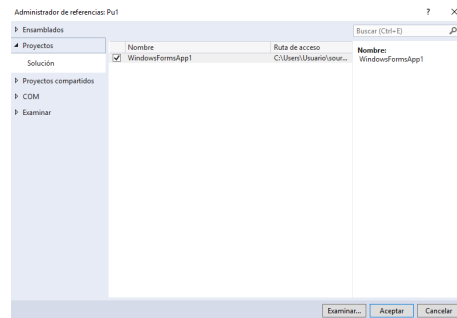 Administrador de referencias: Pu1
? ×
Ensamblados
Buscar (Ctrl+E)
Proyectos
Solución
Proyectos compartidos
COM
Examinar
Nombre Ruta de acceso
WindowsFormsApp1 C:\Users\Usuario\sour...
Nombre:
WindowsFormsApp1
Examinar... Aceptar Cancelar